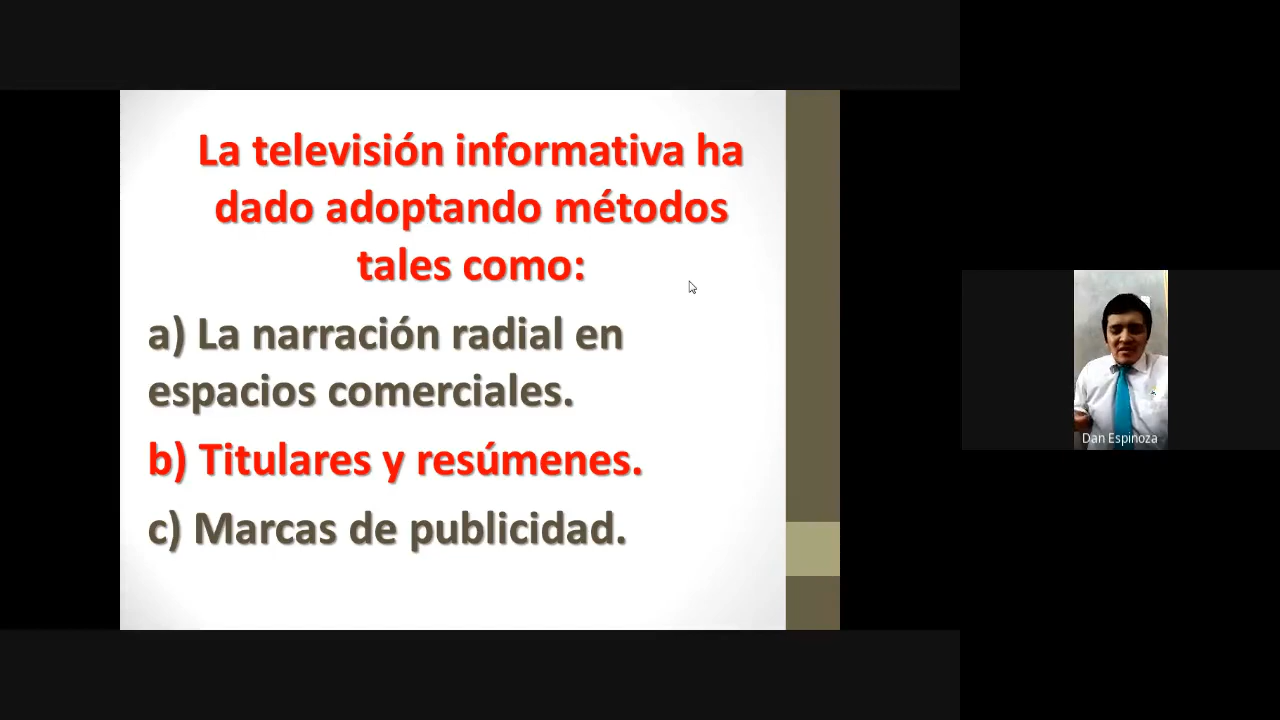 La televisión informativa ha
dado adoptando métodos
tales como:
a) La narración radial en
espacios comerciales.
b) Titulares y resúmenes.
c) Marcas de publicidad.
Dan Espinoza